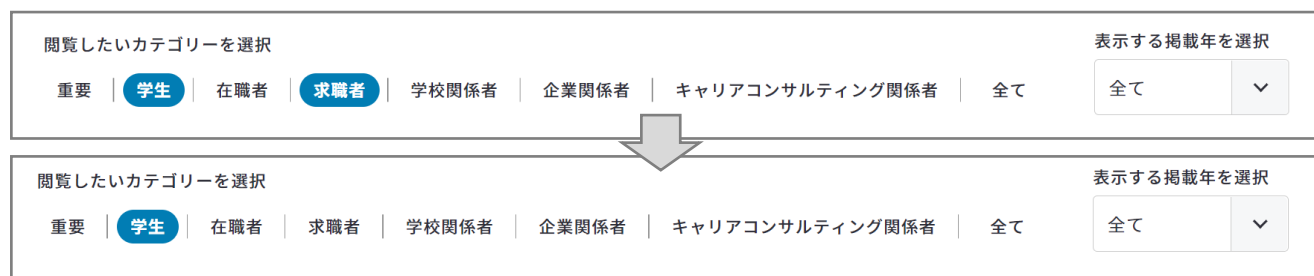 閲覧したいカテゴリーを選択 表示する掲載年を選択
重要 学生 在職者 求職者 学校関係者 企業関係者 キャリアコンサルティング関係者 全て 全て
閲覧したいカテゴリーを選択 表示する掲載年を選択
重要 学生 在職者 求職者 学校関係者 企業関係者 キャリアコンサルティング関係者 全て 全て